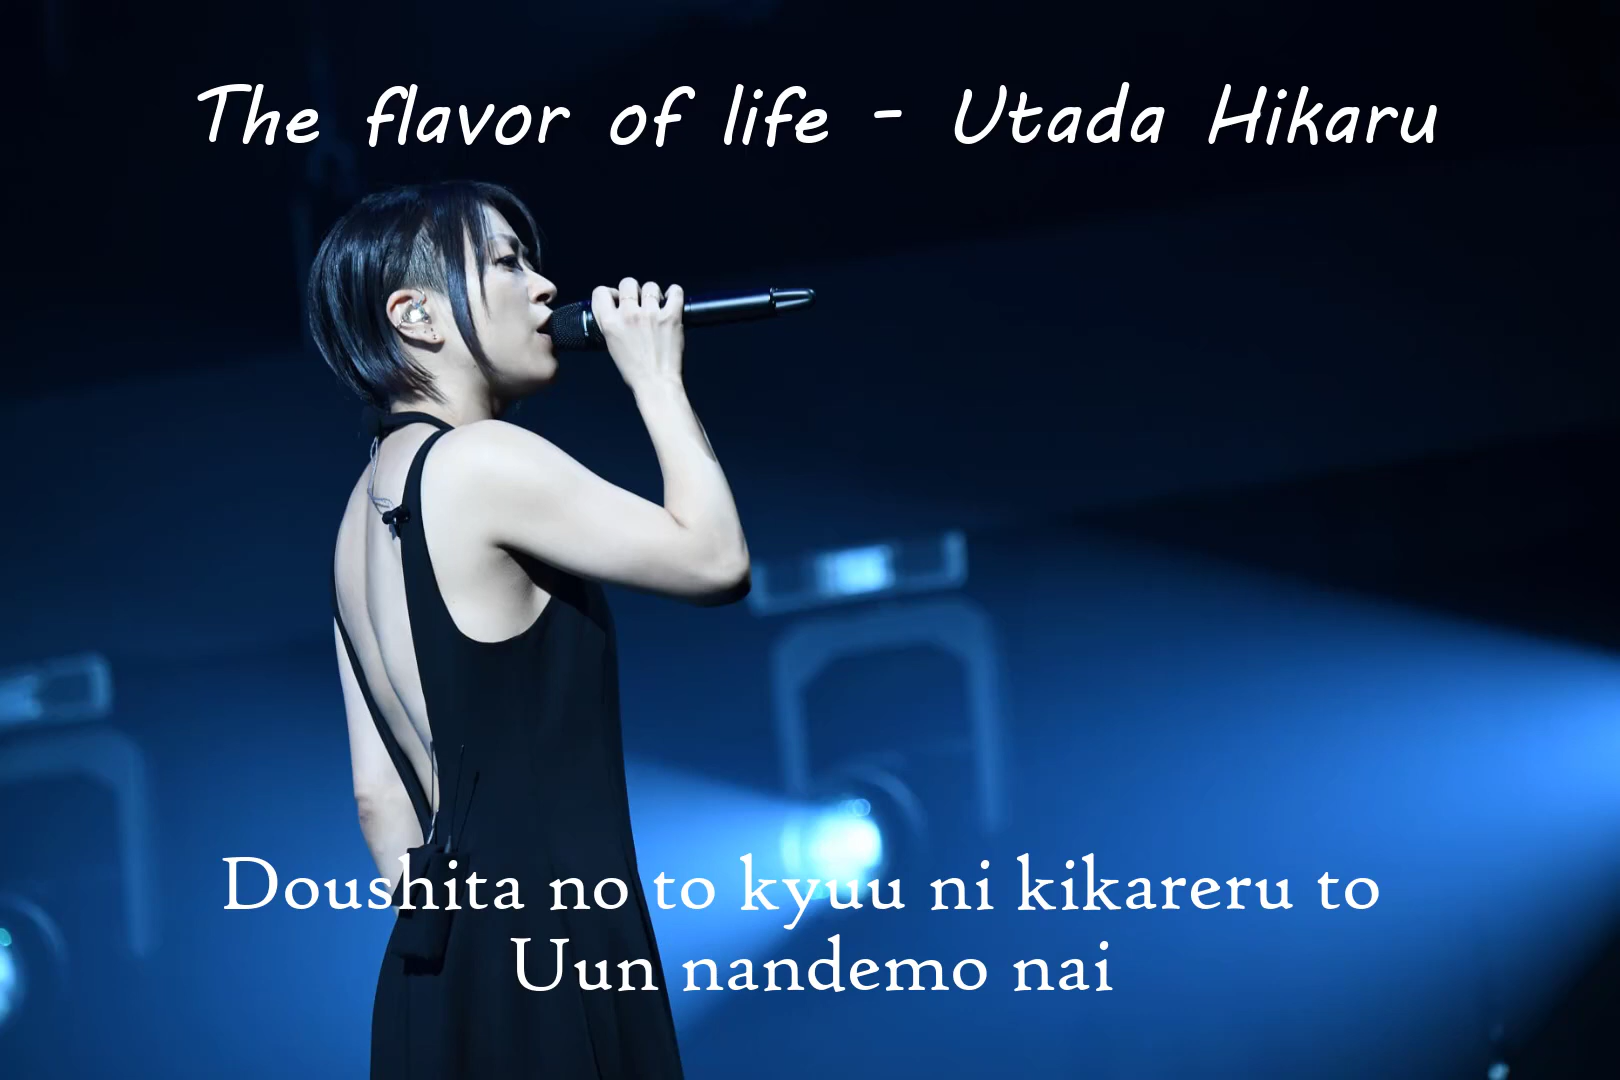 The flavor of life - Utada Hikaru
Doushita no to kyuu ni kikareru to
Uun nandemo nai